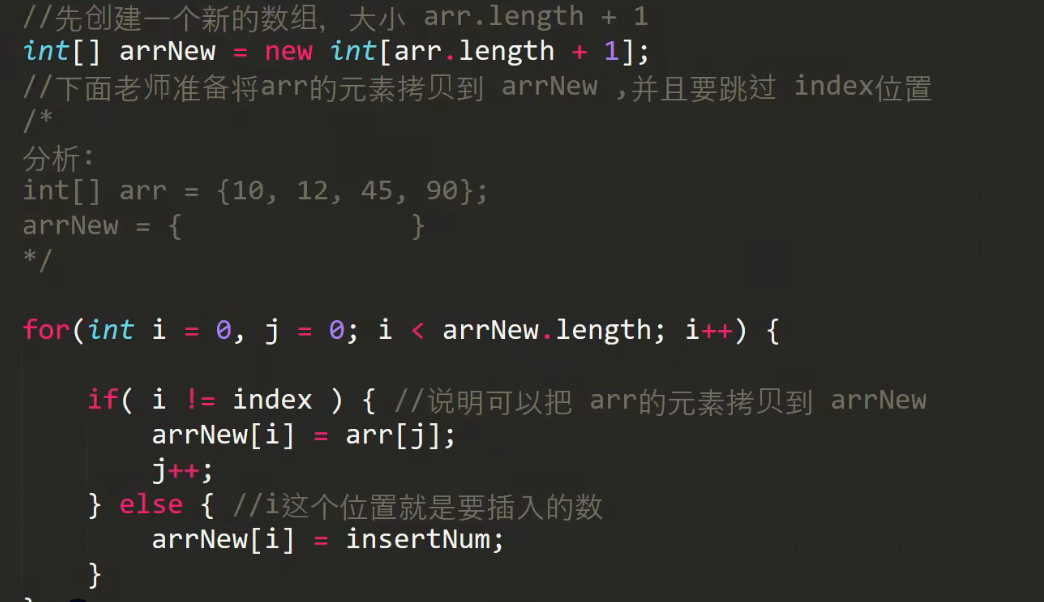 //先创建一个新的数组, 大小 arr.length + 1
int[] arrNew = new int[arr.length + 1];
//下面老师准备将arr的元素拷贝到 arrNew ,并且要跳过 index位置
/*
分析:
int[] arr = {10, 12, 45, 90};
arrNew = {              }
*/
for(int i = 0, j = 0; i < arrNew.length; i++) {
    if( i != index ) { //说明可以把 arr的元素拷贝到 arrNew
        arrNew[i] = arr[j];
        j++;
    } else { //i这个位置就是要插入的数
        arrNew[i] = insertNum;
    }
}